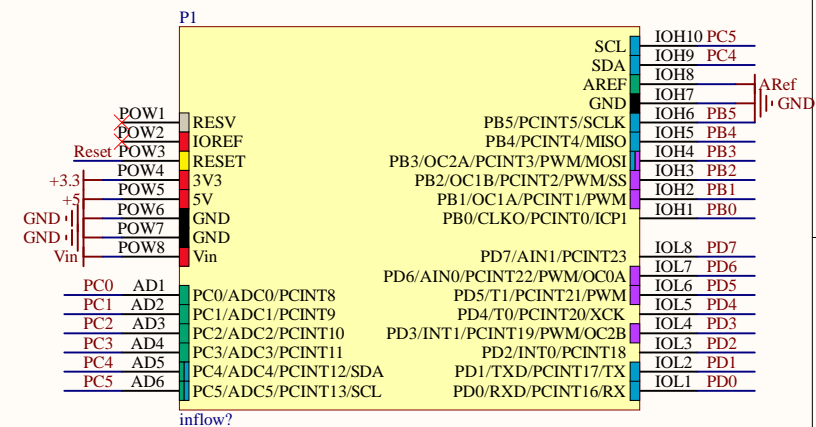 P1
IOH10 PC5
SCL
IOH9 PC4
SDA
IOH8
AREF
ARef
IOH7
GND
GND
POW1
RESV
IOH6 PB5
PB5/PCINT5/SCLK
POW2
IOREF
IOH5 PB4
PB4/PCINT4/MISO
Reset POW3
RESET
IOH4 PB3
PB3/OC2A/PCINT3/PWM/MOSI
+3.3 POW4
3V3
IOH3 PB2
PB2/OC1B/PCINT2/PWM/SS
+5 POW5
5V
IOH2 PB1
PB1/OC1A/PCINT1/PWM
GND POW6
GND
IOH1 PB0
PB0/CLKO/PCINT0/ICP1
GND POW7
GND
Vin POW8
Vin
IOL8 PD7
PD7/AIN1/PCINT23
IOL7 PD6
PD6/AIN0/PCINT22/PWM/OC0A
PC0 AD1
PC0/ADC0/PCINT8
IOL6 PD5
PD5/T1/PCINT21/PWM
PC1 AD2
PC1/ADC1/PCINT9
IOL5 PD4
PD4/T0/PCINT20/XCK
PC2 AD3
PC2/ADC2/PCINT10
IOL4 PD3
PD3/INT1/PCINT19/PWM/OC2B
PC3 AD4
PC3/ADC3/PCINT11
IOL3 PD2
PD2/INT0/PCINT18
PC4 AD5
PC4/ADC4/PCINT12/SDA
IOL2 PD1
PD1/TXD/PCINT17/TX
PC5 AD6
PC5/ADC5/PCINT13/SCL
IOL1 PD0
PD0/RXD/PCINT16/RX
inflow?